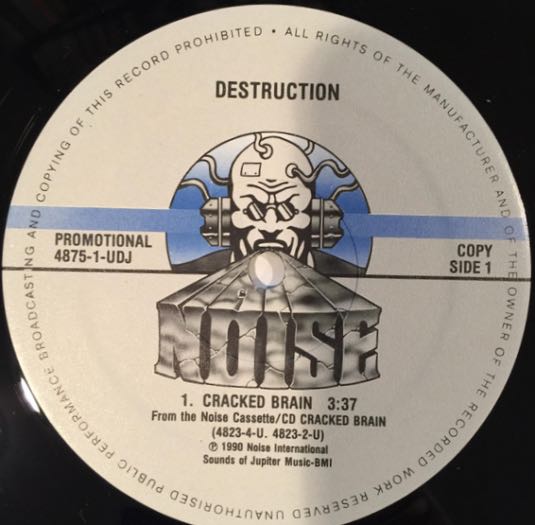 ALL RIGHTS OF THE MANUFACTURER AND OF THE OWNER OF THE RECORDED WORK RESERVED UNAUTHORISED PUBLIC PERFORMANCE BROADCASTING AND COPYING OF THIS RECORD PROHIBITED •
DESTRUCTION
PROMOTIONAL
4875-1-UDJ
COPY
SIDE 1
NOISE
1. CRACKED BRAIN 3:37
From the Noise Cassette/CD CRACKED BRAIN
(4823-4-U. 4823-2-U)
℗ 1990 Noise International
Sounds of Jupiter Music-BMI